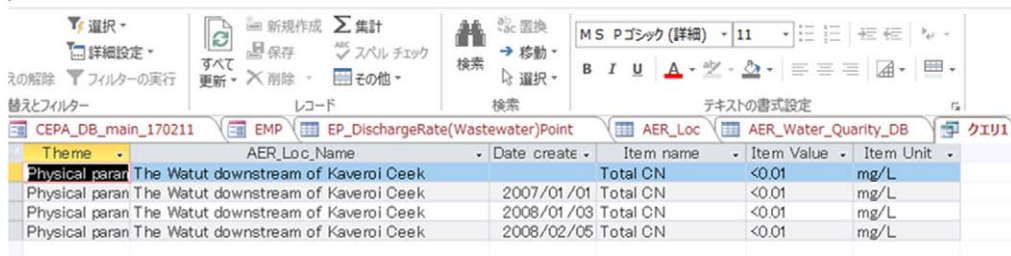 選択 新規作成 集計 置換 MS Pゴシック (詳細) 11
詳細設定 保存 スペル チェック 移動
すべて更新 検索
えの解除 フィルターの実行 削除 その他 選択 B I U A
替えとフィルター レコード 検索 テキストの書式設定
CEPA_DB_main_170211 EMP EP_DischargeRate(Wastewater)Point AER_Loc AER_Water_Quarity_DB クエリ1
Theme AER_Loc_Name Date create Item name Item Value Item Unit
Physical paran The Watut downstream of Kaveroi Ceek Total CN <0.01 mg/L
Physical paran The Watut downstream of Kaveroi Ceek 2007/01/01 Total CN <0.01 mg/L
Physical paran The Watut downstream of Kaveroi Ceek 2008/01/03 Total CN <0.01 mg/L
Physical paran The Watut downstream of Kaveroi Ceek 2008/02/05 Total CN <0.01 mg/L